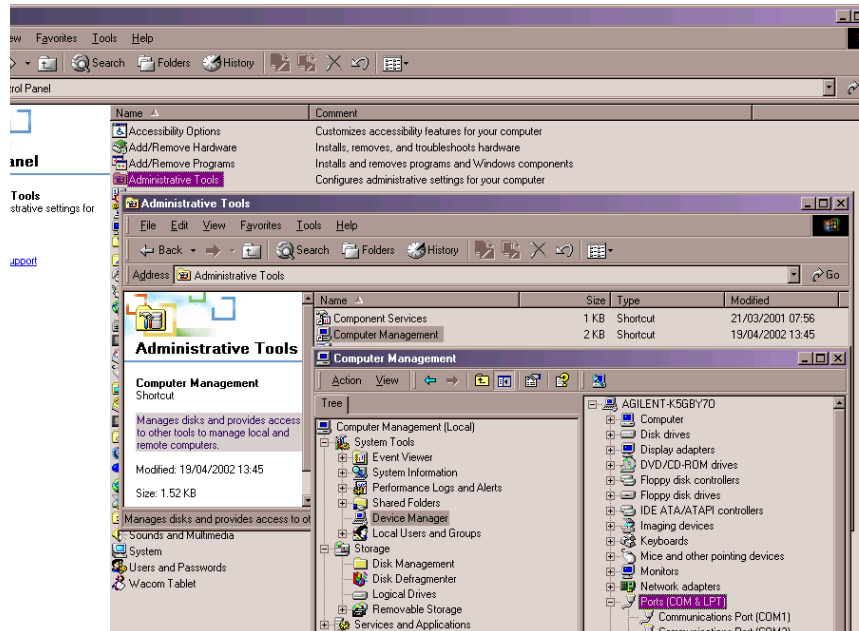 Favorites Tools Help
Search Folders History
rol Panel
Name Comment
Accessibility Options Customizes accessibility features for your computer
Add/Remove Hardware Installs, removes, and troubleshoots hardware
Add/Remove Programs Installs and removes programs and Windows components
Administrative Tools Configures administrative settings for your computer
anel
Tools
strative settings for
upport
Administrative Tools
File Edit View Favorites Tools Help
Back Search Folders History
Address Administrative Tools Go
Name Size Type Modified
Component Services 1 KB Shortcut 21/03/2001 07:56
Computer Management 2 KB Shortcut 19/04/2002 13:45
Administrative Tools
Computer Management
Shortcut
Manages disks and provides access
to other tools to manage local and
remote computers.
Modified: 19/04/2002 13:45
Size: 1.52 KB
Manages disks and provides access to ot
Sounds and Multimedia
System
Users and Passwords
Wacom Tablet
Computer Management
Action View
Tree
Computer Management (Local)
System Tools
Event Viewer
System Information
Performance Logs and Alerts
Shared Folders
Device Manager
Local Users and Groups
Storage
Disk Management
Disk Defragmenter
Logical Drives
Removable Storage
Services and Applications
AGILENT-K5GBY70
Computer
Disk drives
Display adapters
DVD/CD-ROM drives
Floppy disk controllers
Floppy disk drives
IDE ATA/ATAPI controllers
Imaging devices
Keyboards
Mice and other pointing devices
Monitors
Network adapters
Ports (COM & LPT)
Communications Port (COM1)